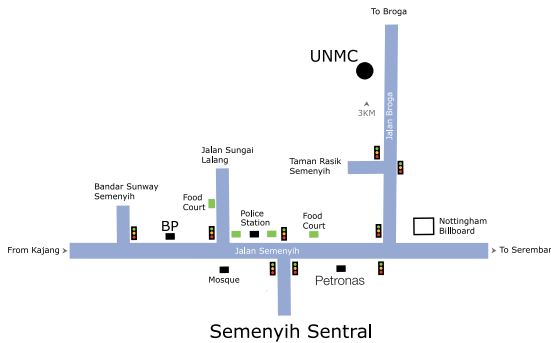 To Broga
UNMC
3KM
Jalan Broga
Jalan Sungai
Lalang
Taman Rasik
Semenyih
Bandar Sunway
Semenyih
Food
Court
BP
Police
Station
Food
Court
Nottingham
Billboard
From Kajang
Jalan Semenyih
To Seremban
Mosque
Petronas
Semenyih Sentral